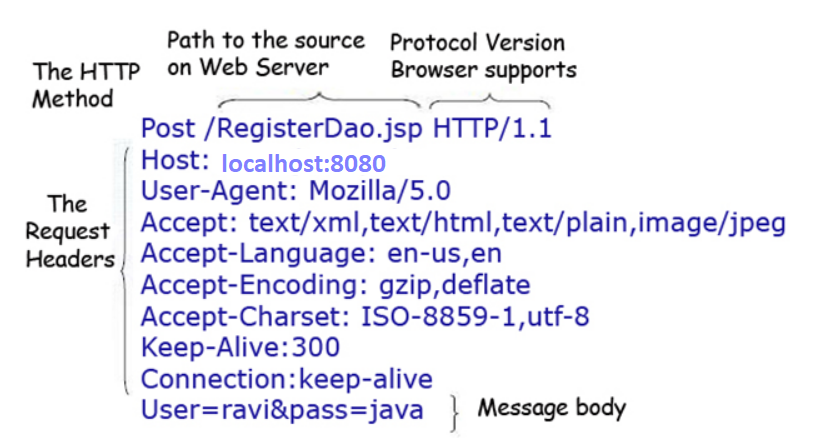 Path to the source
on Web Server
Protocol Version
Browser supports
The HTTP
Method
Post /RegisterDao.jsp HTTP/1.1
Host: localhost:8080
User-Agent: Mozilla/5.0
Accept: text/xml,text/html,text/plain,image/jpeg
Accept-Language: en-us,en
Accept-Encoding: gzip,deflate
Accept-Charset: ISO-8859-1,utf-8
Keep-Alive:300
Connection:keep-alive
The
Request
Headers
User=ravi&pass=java
Message body